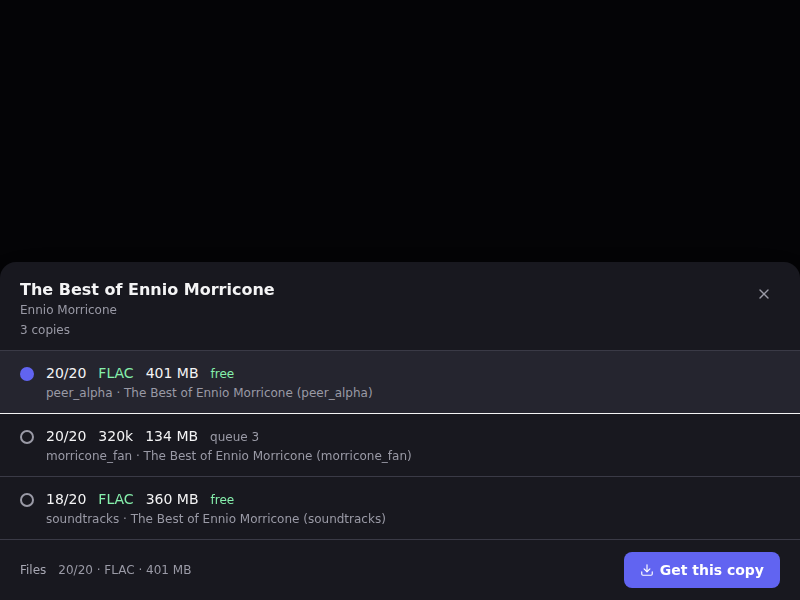 The Best of Ennio Morricone
Ennio Morricone
3 copies
20/20 FLAC 401 MB free
peer_alpha · The Best of Ennio Morricone (peer_alpha)
20/20 320k 134 MB queue 3
morricone_fan · The Best of Ennio Morricone (morricone_fan)
18/20 FLAC 360 MB free
soundtracks · The Best of Ennio Morricone (soundtracks)
Files 20/20 · FLAC · 401 MB
Get this copy